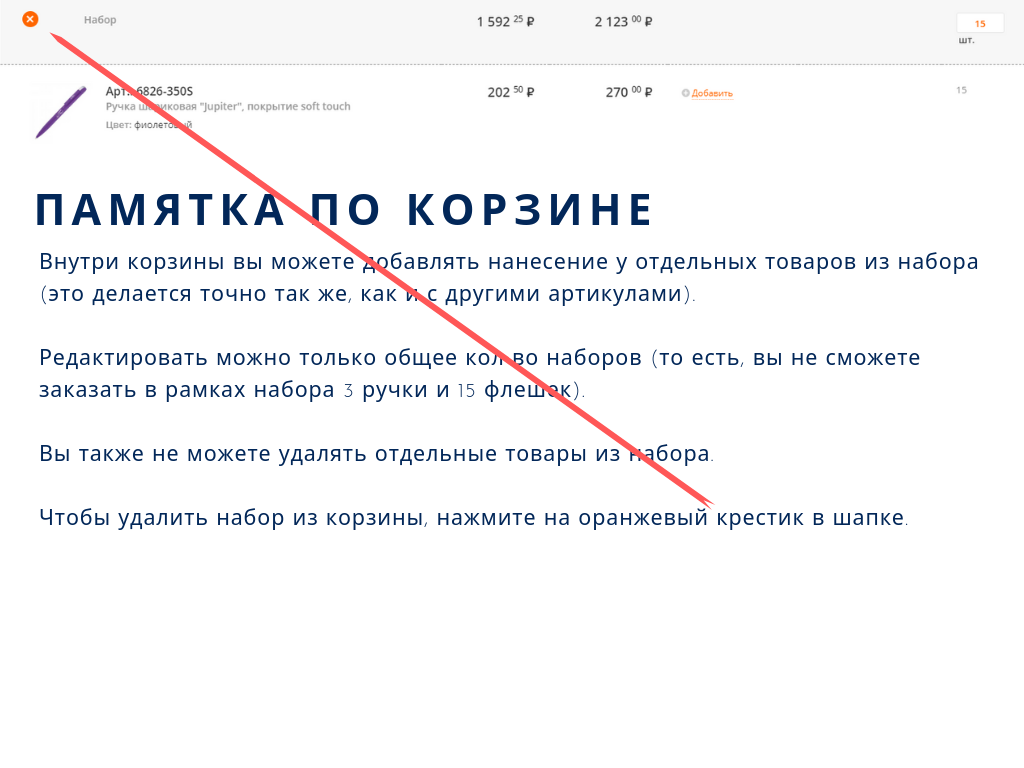 Набор 1 592 25 ₽ 2 123 00 ₽ 15
шт.
Арт.: 6826-350S 202 50 ₽ 270 00 ₽ Добавить 15
Ручка шариковая "Jupiter", покрытие soft touch
Цвет: фиолетовый
ПАМЯТКА ПО КОРЗИНЕ
Внутри корзины вы можете добавлять нанесение у отдельных товаров из набора
(это делается точно так же, как и с другими артикулами).
Редактировать можно только общее кол-во наборов (то есть, вы не сможете
заказать в рамках набора 3 ручки и 15 флешек).
Вы также не можете удалять отдельные товары из набора.
Чтобы удалить набор из корзины, нажмите на оранжевый крестик в шапке.